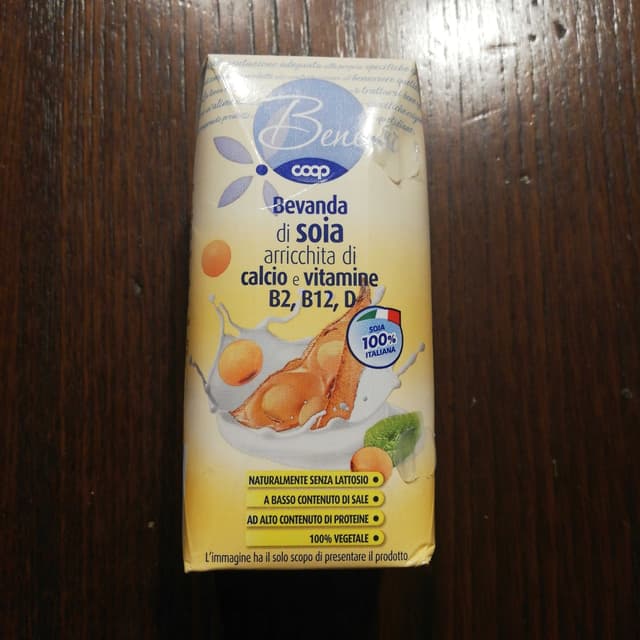 Bene
coop
Bevanda
di soia
arricchita di
calcio e vitamine
B2, B12, D
SOIA
100%
ITALIANA
NATURALMENTE SENZA LATTOSIO
A BASSO CONTENUTO DI SALE
AD ALTO CONTENUTO DI PROTEINE
100% VEGETALE
L'immagine ha il solo scopo di presentare il prodotto